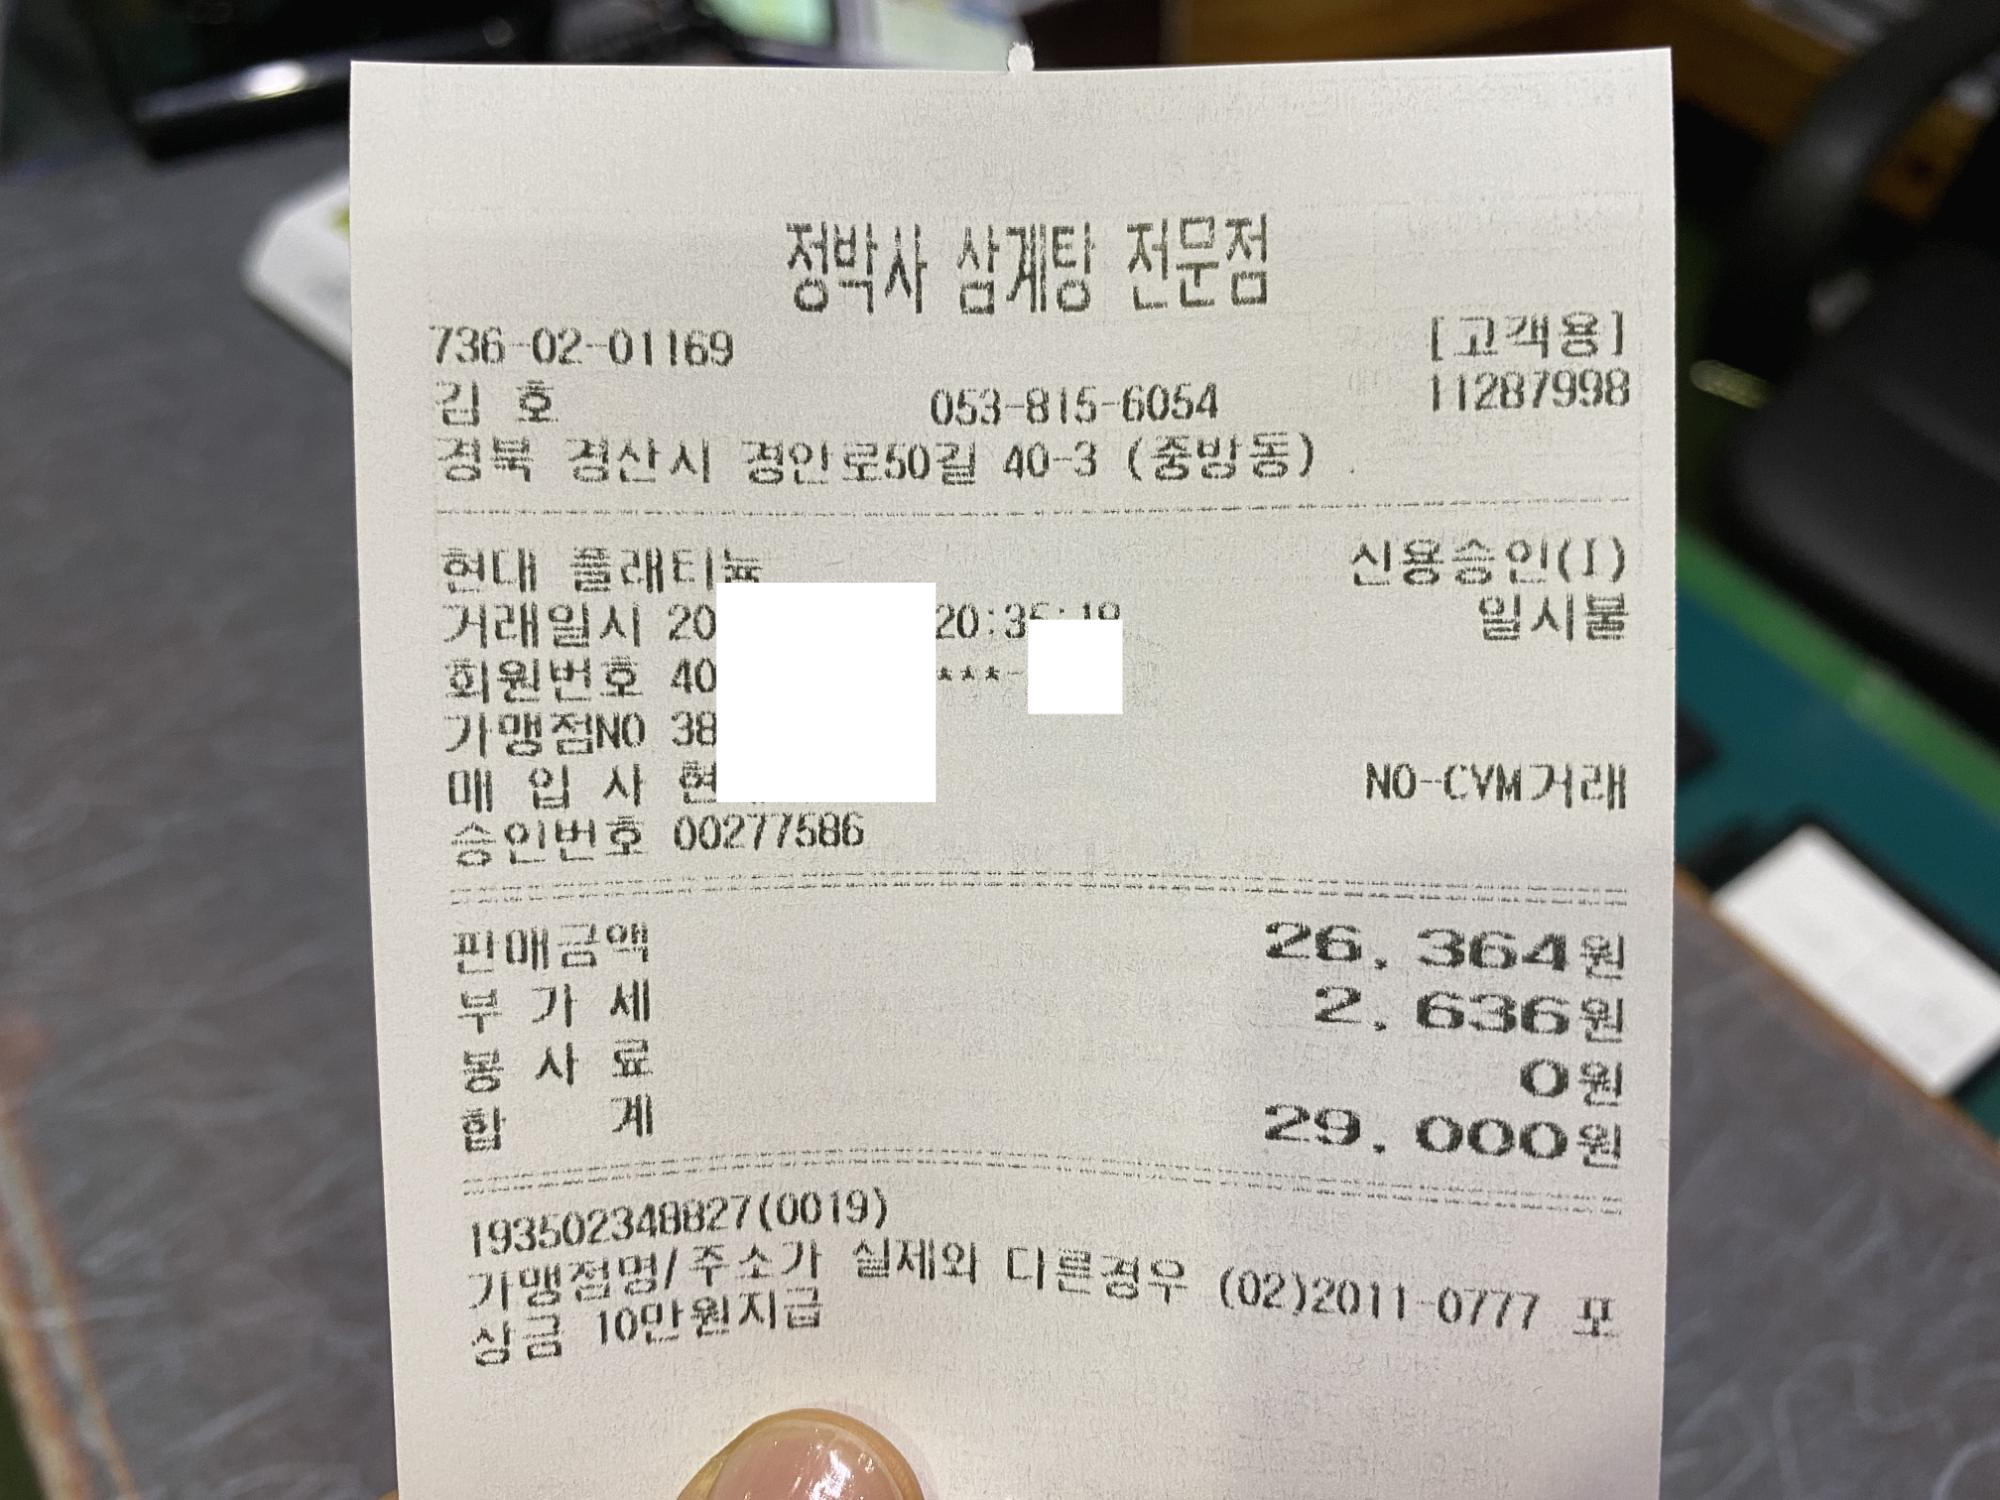 정박사 삼계탕 전문점
736-02-01169 [고객용]
김 호 053-815-6054 11287998
경북 경산시 경안로50길 40-3 (중방동)
현대 플래티늄 신용승인(I)
거래일시 20 20:35:19 일시불
회원번호 40 ***-
가맹점NO 38
매 입 사 현 NO-CVM거래
승인번호 00277586
판매금액 26,364원
부 가 세 2,636원
봉 사 료 0원
합 계 29,000원
193502348827(0019)
가맹점명/주소가 실제와 다른경우 (02)2011-0777 포
상금 10만원지급